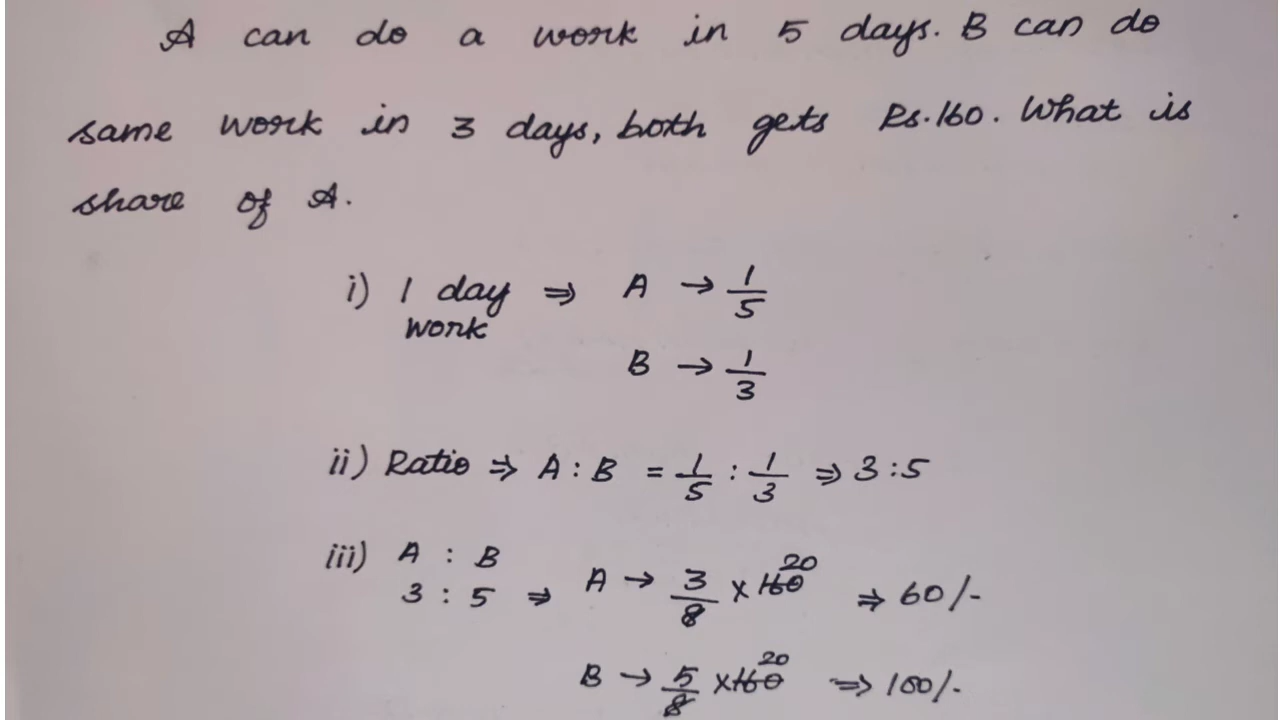 A can do a work in 5 days. B can do
same work in 3 days, both gets Rs.160. What is
share of A.
i) 1 day ⇒ A → 1/5
work
B → 1/3
ii) Ratio ⇒ A : B = 1/5 : 1/3 ⇒ 3 : 5
iii) A : B
3 : 5 ⇒ A → 3/8 × 160 20 ⇒ 60/-
B → 5/8 × 160 20 ⇒ 100/-